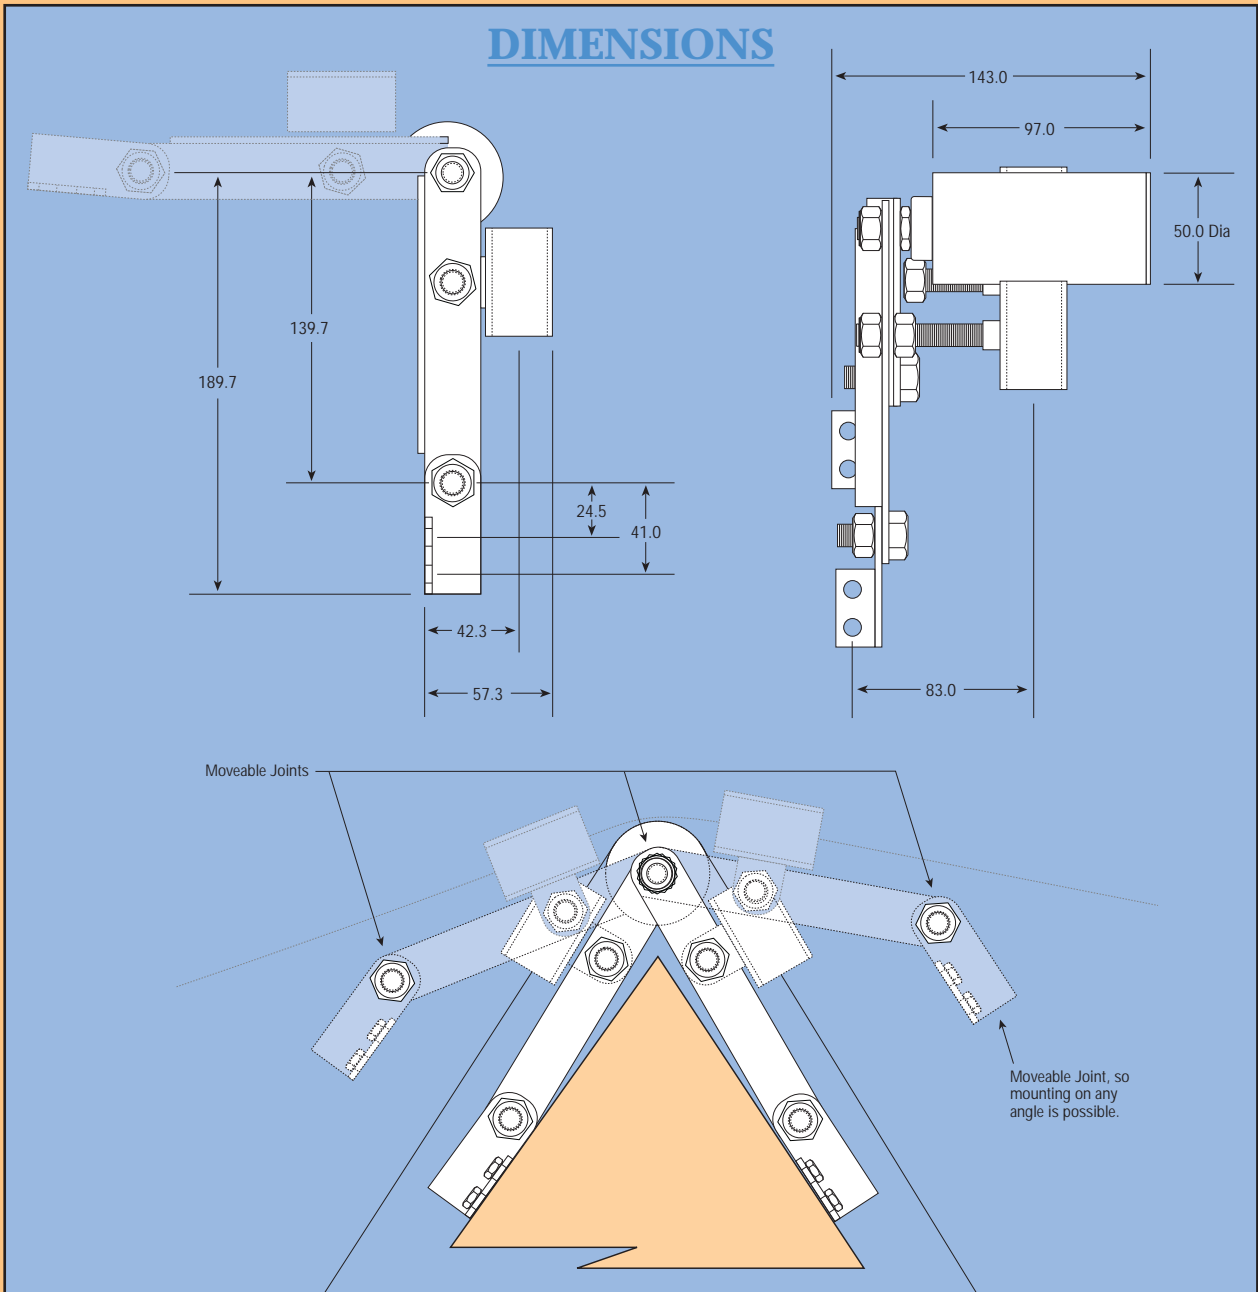 DIMENSIONS
143.0
97.0
50.0 Dia
139.7
189.7
24.5
41.0
42.3
57.3
83.0
Moveable Joints
Moveable Joint, so
mounting on any
angle is possible.